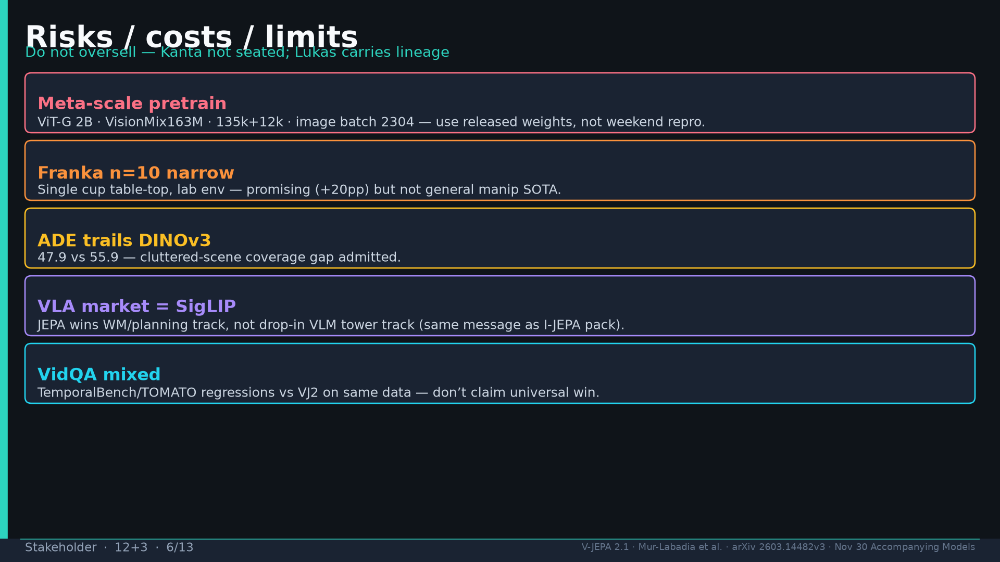 Risks / costs / limits
Do not oversell — Kanta not seated; Lukas carries lineage
Meta-scale pretrain
ViT-G 2B · VisionMix163M · 135k+12k · image batch 2304 — use released weights, not weekend repro.
Franka n=10 narrow
Single cup table-top, lab env — promising (+20pp) but not general manip SOTA.
ADE trails DINOv3
47.9 vs 55.9 — cluttered-scene coverage gap admitted.
VLA market = SigLIP
JEPA wins WM/planning track, not drop-in VLM tower track (same message as I-JEPA pack).
VidQA mixed
TemporalBench/TOMATO regressions vs VJ2 on same data — don’t claim universal win.
Stakeholder · 12+3 · 6/13
V-JEPA 2.1 · Mur-Labadia et al. · arXiv 2603.14482v3 · Nov 30 Accompanying Models